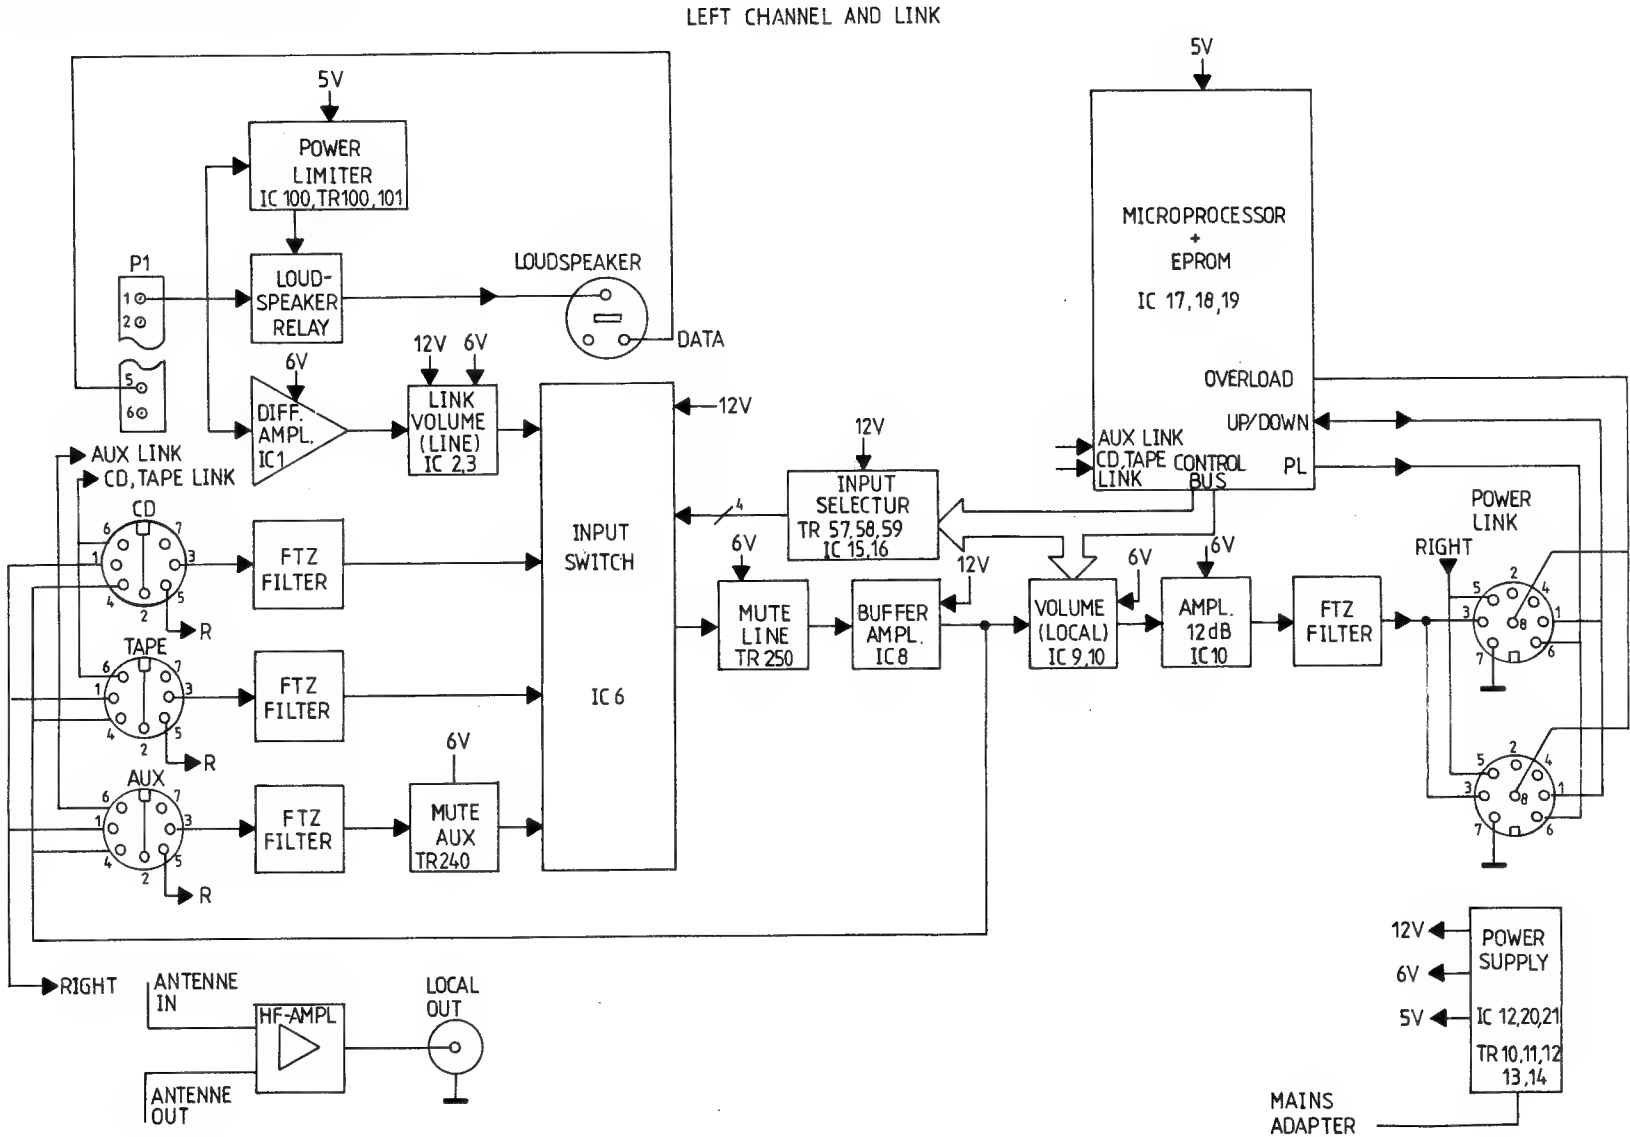 LEFT CHANNEL AND LINK
5V
POWER
LIMITER
IC 100,TR100,101
P1
1
2
5
6
LOUD-
SPEAKER
RELAY
LOUDSPEAKER
DATA
6V
DIFF.
AMPL.
IC1
12V 6V
LINK
VOLUME
(LINE)
IC 2,3
AUX LINK
CD,TAPE LINK
CD
6 7
1 3
4 2 5
R
FTZ
FILTER
TAPE
6 7
1 3
4 2 5
R
FTZ
FILTER
AUX
6 7
1 3
4 2 5
R
FTZ
FILTER
6V
MUTE
AUX
TR240
INPUT
SWITCH
IC6
12V
4
12V
INPUT
SELECTUR
TR 57,58,59
IC 15,16
5V
MICROPROCESSOR
+
EPROM
IC 17,18,19
OVERLOAD
UP/DOWN
PL
AUX LINK
CD,TAPE
LINK
CONTROL
BUS
6V
MUTE
LINE
TR 250
12V
BUFFER
AMPL.
IC8
6V
VOLUME
(LOCAL)
IC 9,10
6V
AMPL.
12dB
IC10
FTZ
FILTER
POWER
LINK
RIGHT
5 2 4
3 8 1
7 6
5 2 4
3 8 1
7 6
RIGHT
ANTENNE
IN
HF-AMPL
ANTENNE
OUT
LOCAL
OUT
12V
6V
5V
POWER
SUPPLY
IC 12,20,21
TR 10,11,12
13,14
MAINS
ADAPTER